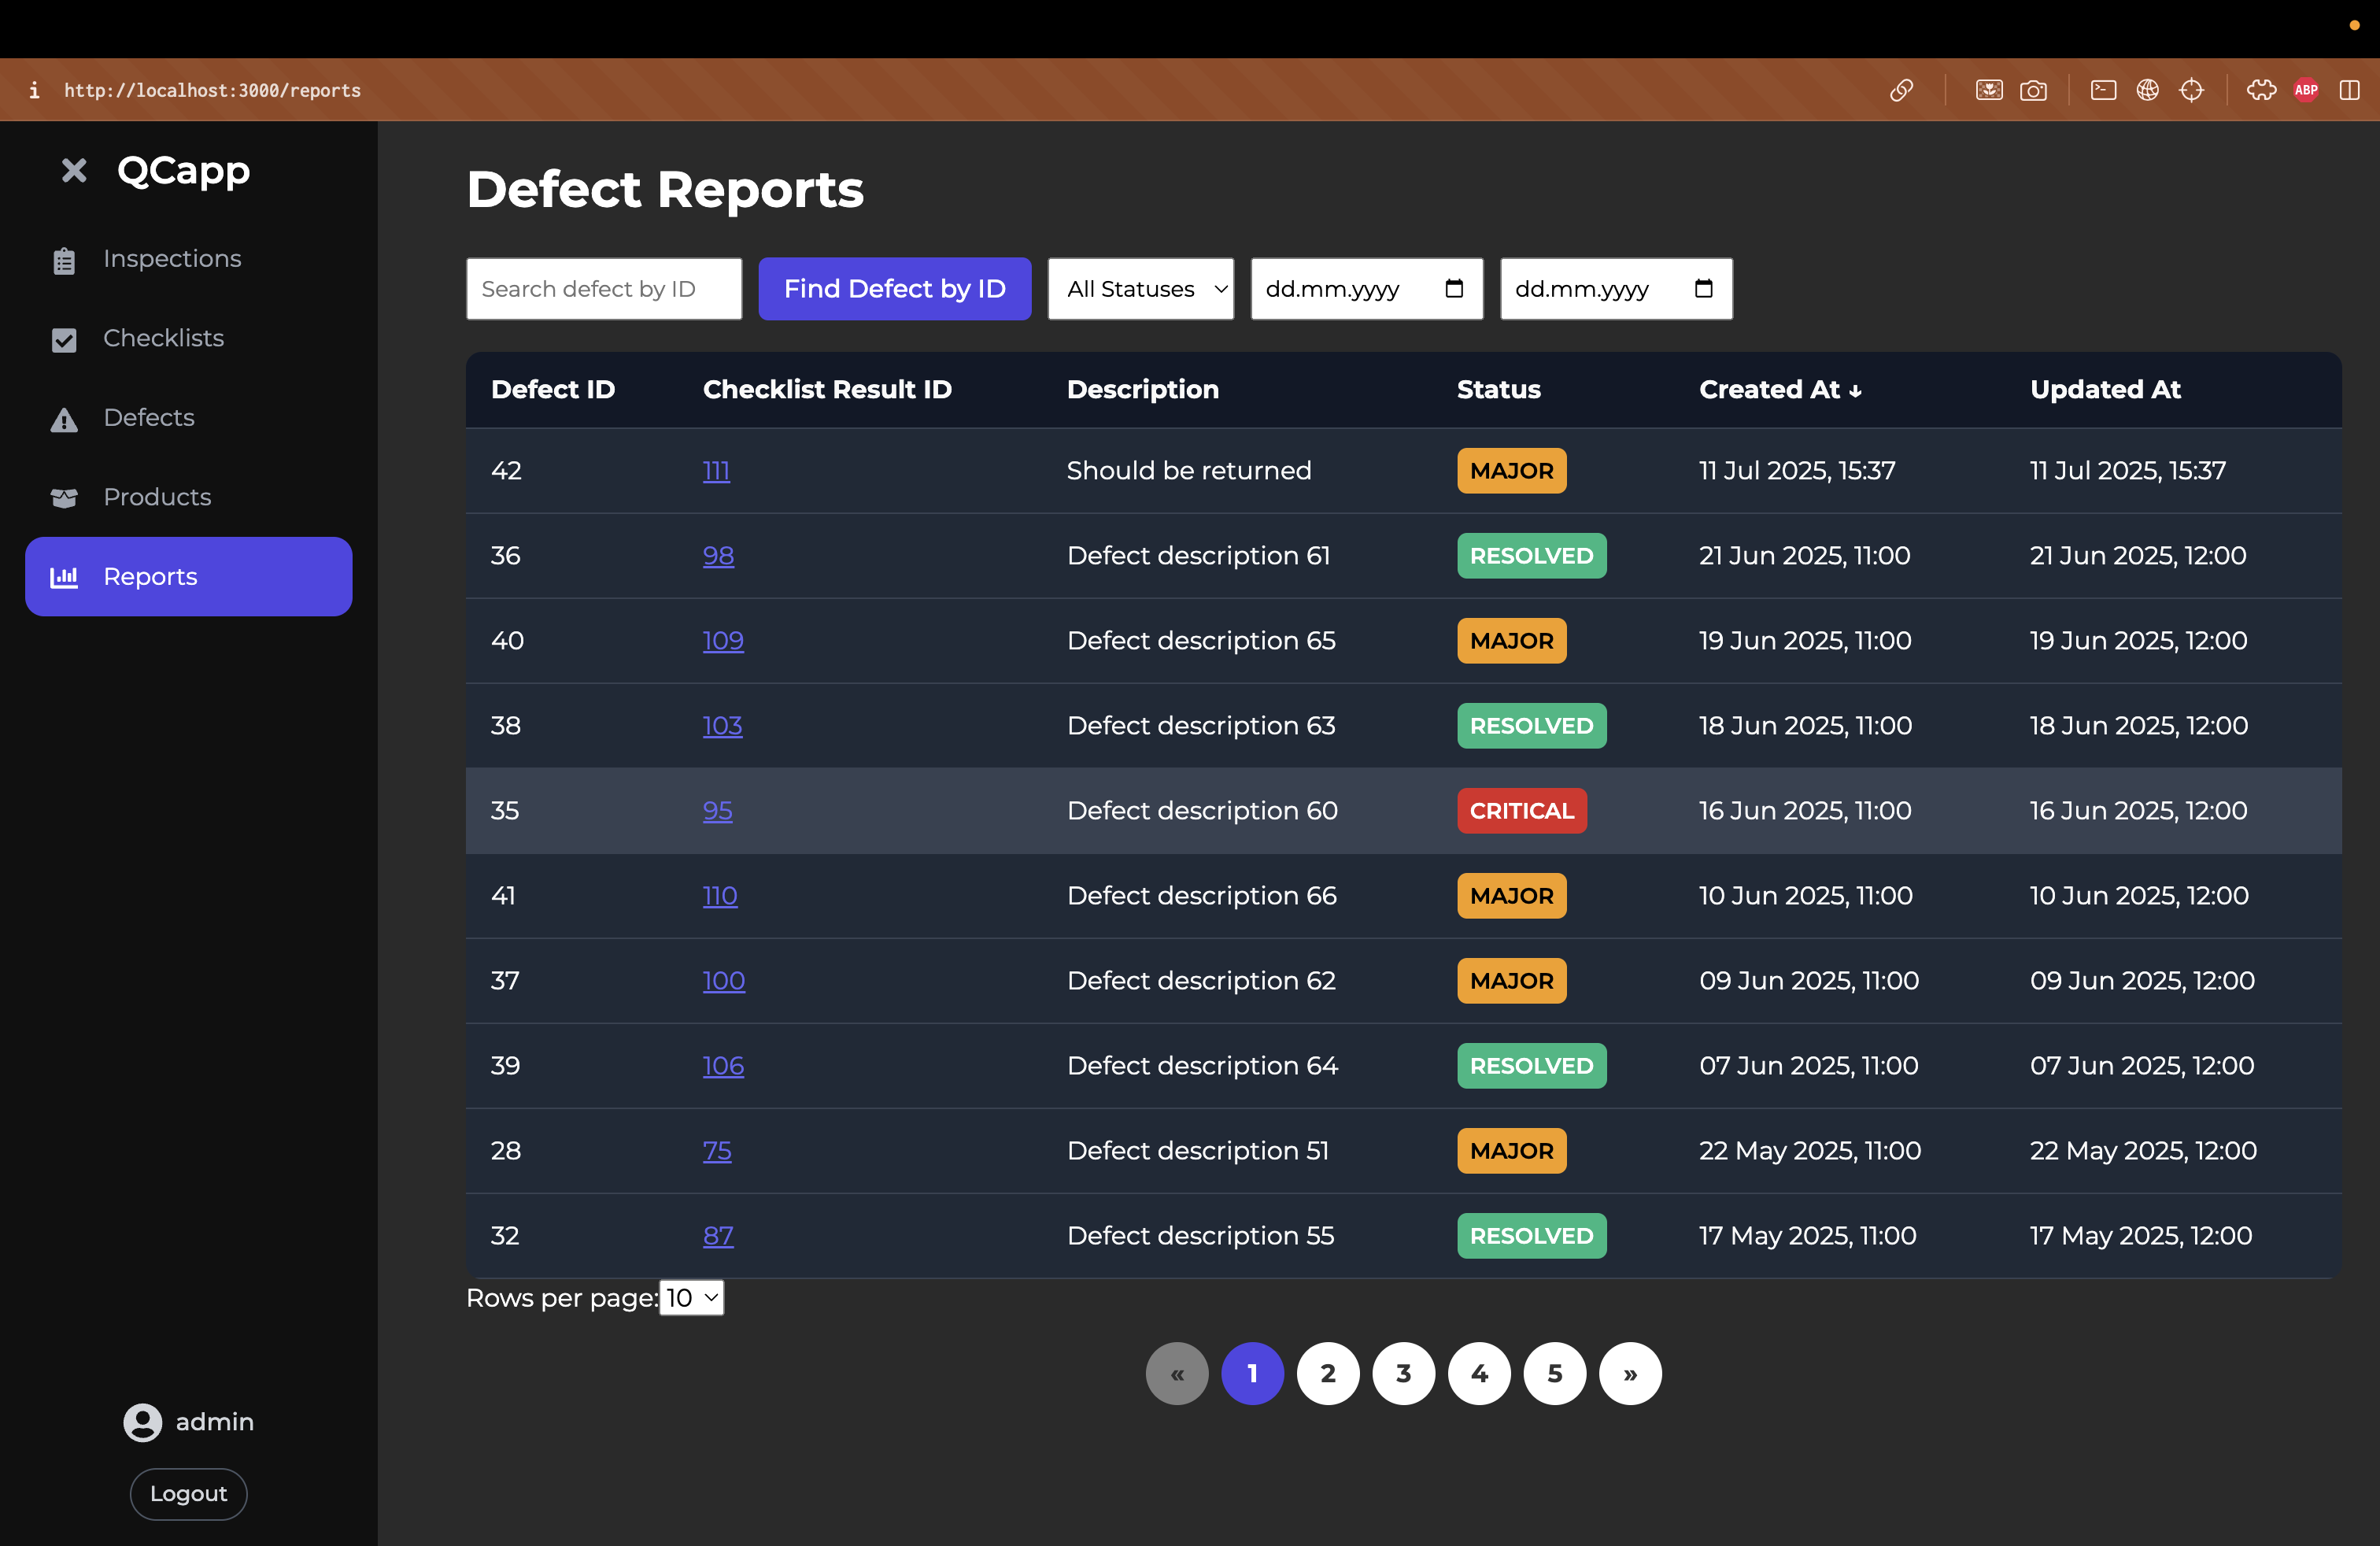 i http://localhost:3000/reports
ABP
QCapp
Inspections
Checklists
Defects
Products
Reports
admin
Logout
Defect Reports
Search defect by ID Find Defect by ID All Statuses dd.mm.yyyy dd.mm.yyyy
Defect ID Checklist Result ID Description Status Created At ↓ Updated At
42 111 Should be returned MAJOR 11 Jul 2025, 15:37 11 Jul 2025, 15:37
36 98 Defect description 61 RESOLVED 21 Jun 2025, 11:00 21 Jun 2025, 12:00
40 109 Defect description 65 MAJOR 19 Jun 2025, 11:00 19 Jun 2025, 12:00
38 103 Defect description 63 RESOLVED 18 Jun 2025, 11:00 18 Jun 2025, 12:00
35 95 Defect description 60 CRITICAL 16 Jun 2025, 11:00 16 Jun 2025, 12:00
41 110 Defect description 66 MAJOR 10 Jun 2025, 11:00 10 Jun 2025, 12:00
37 100 Defect description 62 MAJOR 09 Jun 2025, 11:00 09 Jun 2025, 12:00
39 106 Defect description 64 RESOLVED 07 Jun 2025, 11:00 07 Jun 2025, 12:00
28 75 Defect description 51 MAJOR 22 May 2025, 11:00 22 May 2025, 12:00
32 87 Defect description 55 RESOLVED 17 May 2025, 11:00 17 May 2025, 12:00
Rows per page: 10
« 1 2 3 4 5 »